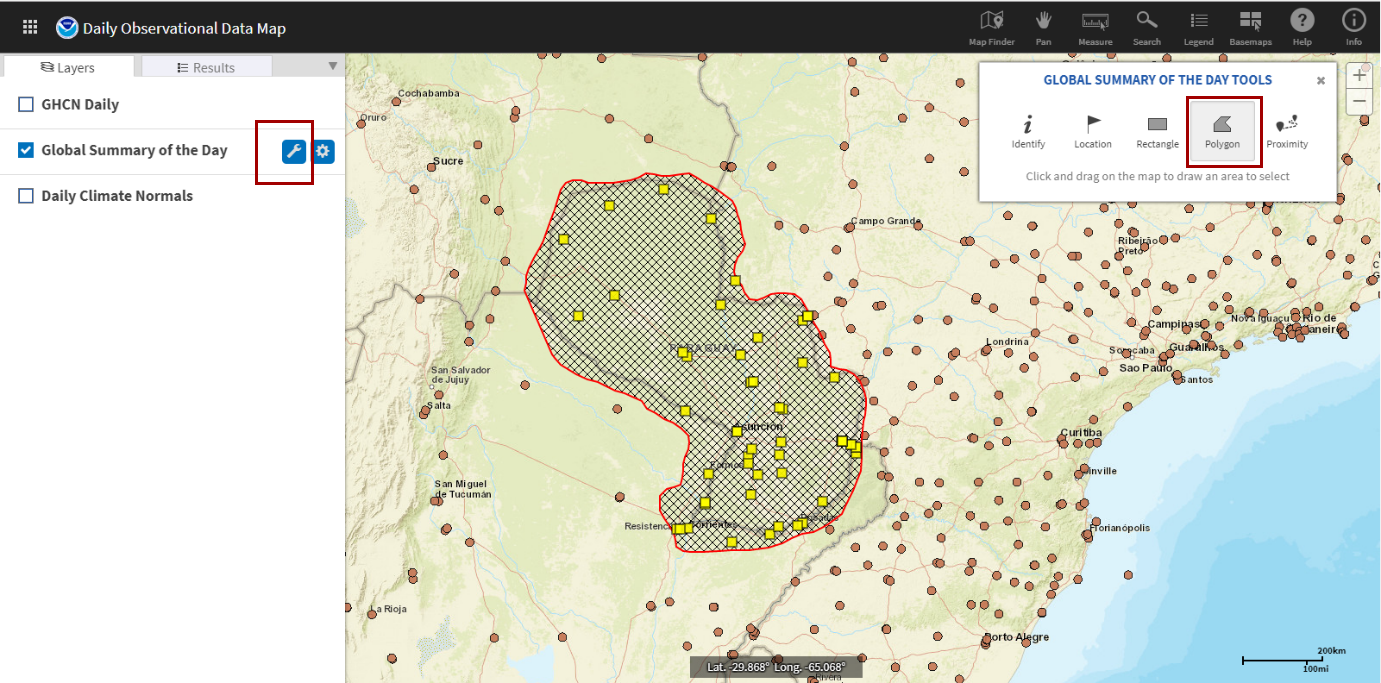 Daily Observational Data Map
Map Finder
Pan
Measure
Search
Legend
Basemaps
Help
Info
Layers
Results
GHCN Daily
Global Summary of the Day
Daily Climate Normals
GLOBAL SUMMARY OF THE DAY TOOLS
Identify
Location
Rectangle
Polygon
Proximity
Click and drag on the map to draw an area to select
Cochabamba
Oruro
Sucre
Campo Grande
Ribeirão
Preto
Campinas
Nova Iguaçu
Rio de
Janeiro
Londrina
Sorocaba
Guarulhos
Sao Paulo
Santos
PARAGUAY
San Salvador
de Jujuy
Salta
Asunción
Curitiba
Formosa
San Miguel
de Tucumán
Joinville
Resistencia
Corrientes
Posadas
Florianópolis
La Rioja
Porto Alegre
Rivera
Lat. -29.868° Long. -65.068°
200km
100mi